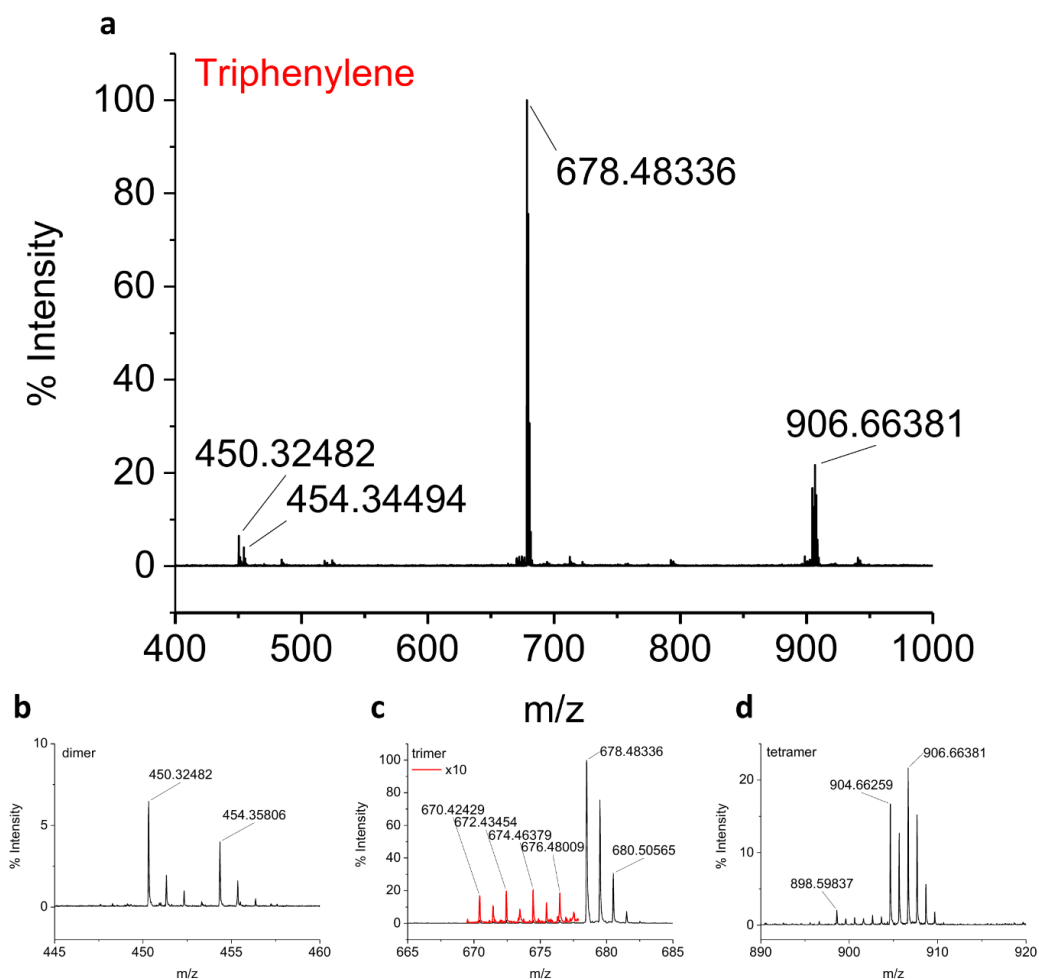 a
Triphenylene
100
80
60
40
20
0
% Intensity
678.48336
906.66381
450.32482
454.34494
400 500 600 700 800 900 1000
m/z
b
dimer
10
5
0
% Intensity
450.32482
454.35806
445 450 455 460
m/z
c
trimer
x10
100
80
60
40
20
0
% Intensity
678.48336
670.42429
672.43454
674.46379
676.48009
680.50565
665 670 675 680 685
m/z
d
tetramer
20
10
0
% Intensity
906.66381
904.66259
898.59837
890 900 910 920
m/z